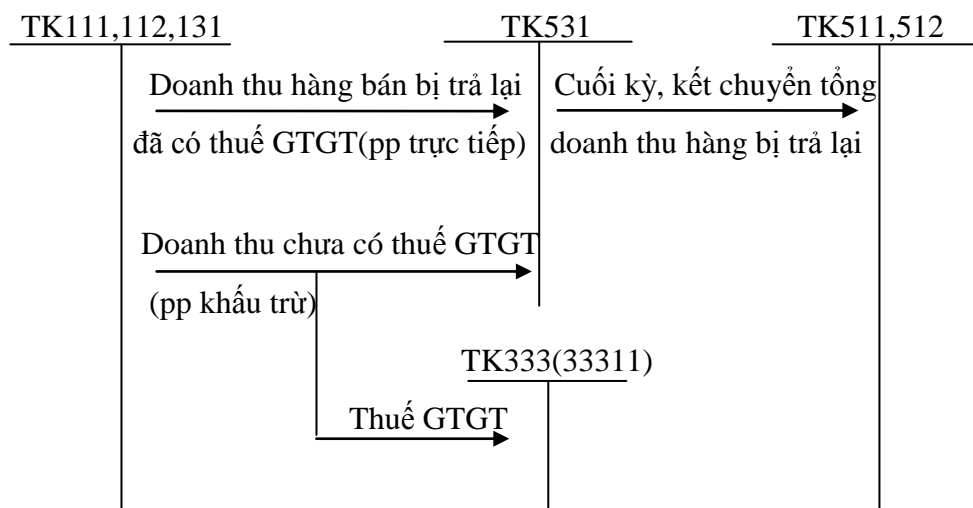 TK111,112,131
TK531
TK511,512
Doanh thu hàng bán bị trả lại
đã có thuế GTGT(pp trực tiếp)
Cuối kỳ, kết chuyển tổng
doanh thu hàng bị trả lại
Doanh thu chưa có thuế GTGT
(pp khấu trừ)
TK333(33311)
Thuế GTGT